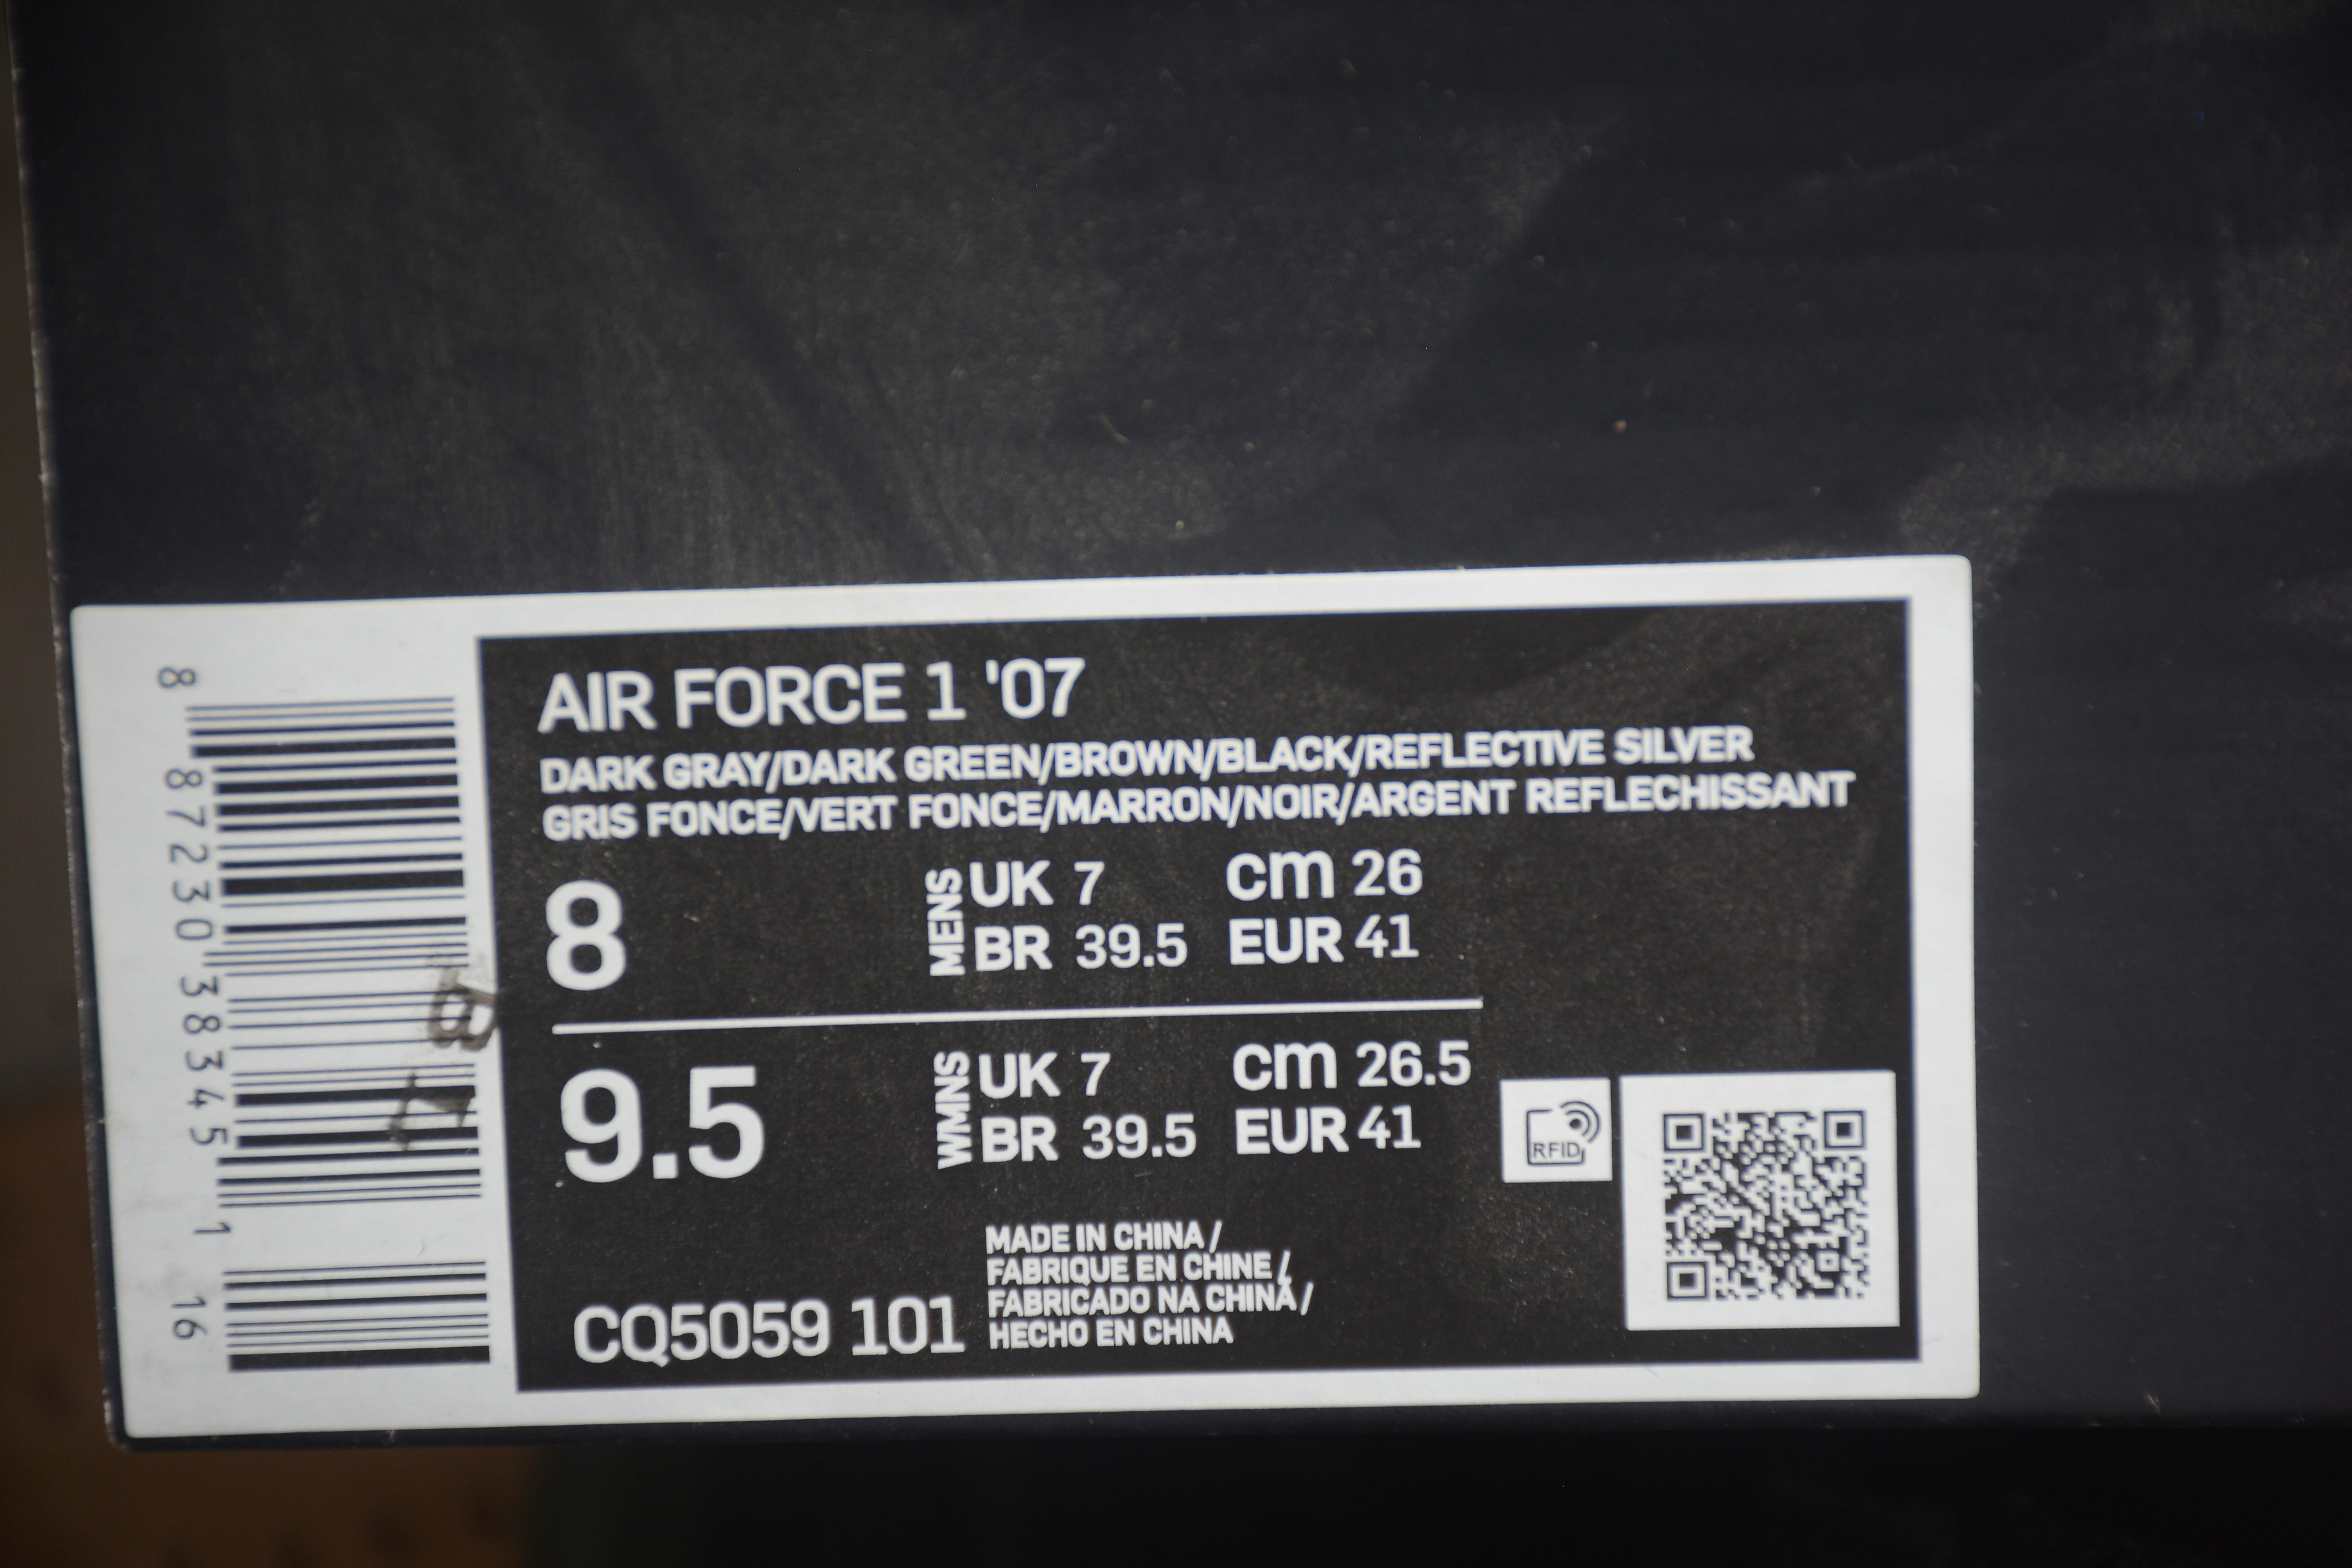 AIR FORCE 1 '07
DARK GRAY/DARK GREEN/BROWN/BLACK/REFLECTIVE SILVER
GRIS FONCE/VERT FONCE/MARRON/NOIR/ARGENT REFLECHISSANT
8
MENS
UK 7 cm 26
BR 39.5 EUR 41
9.5
WMNS
UK 7 cm 26.5
BR 39.5 EUR 41
RFID
MADE IN CHINA /
FABRIQUE EN CHINE /
FABRICADO NA CHINA /
HECHO EN CHINA
CQ5059 101
8 87230 38345 1 16